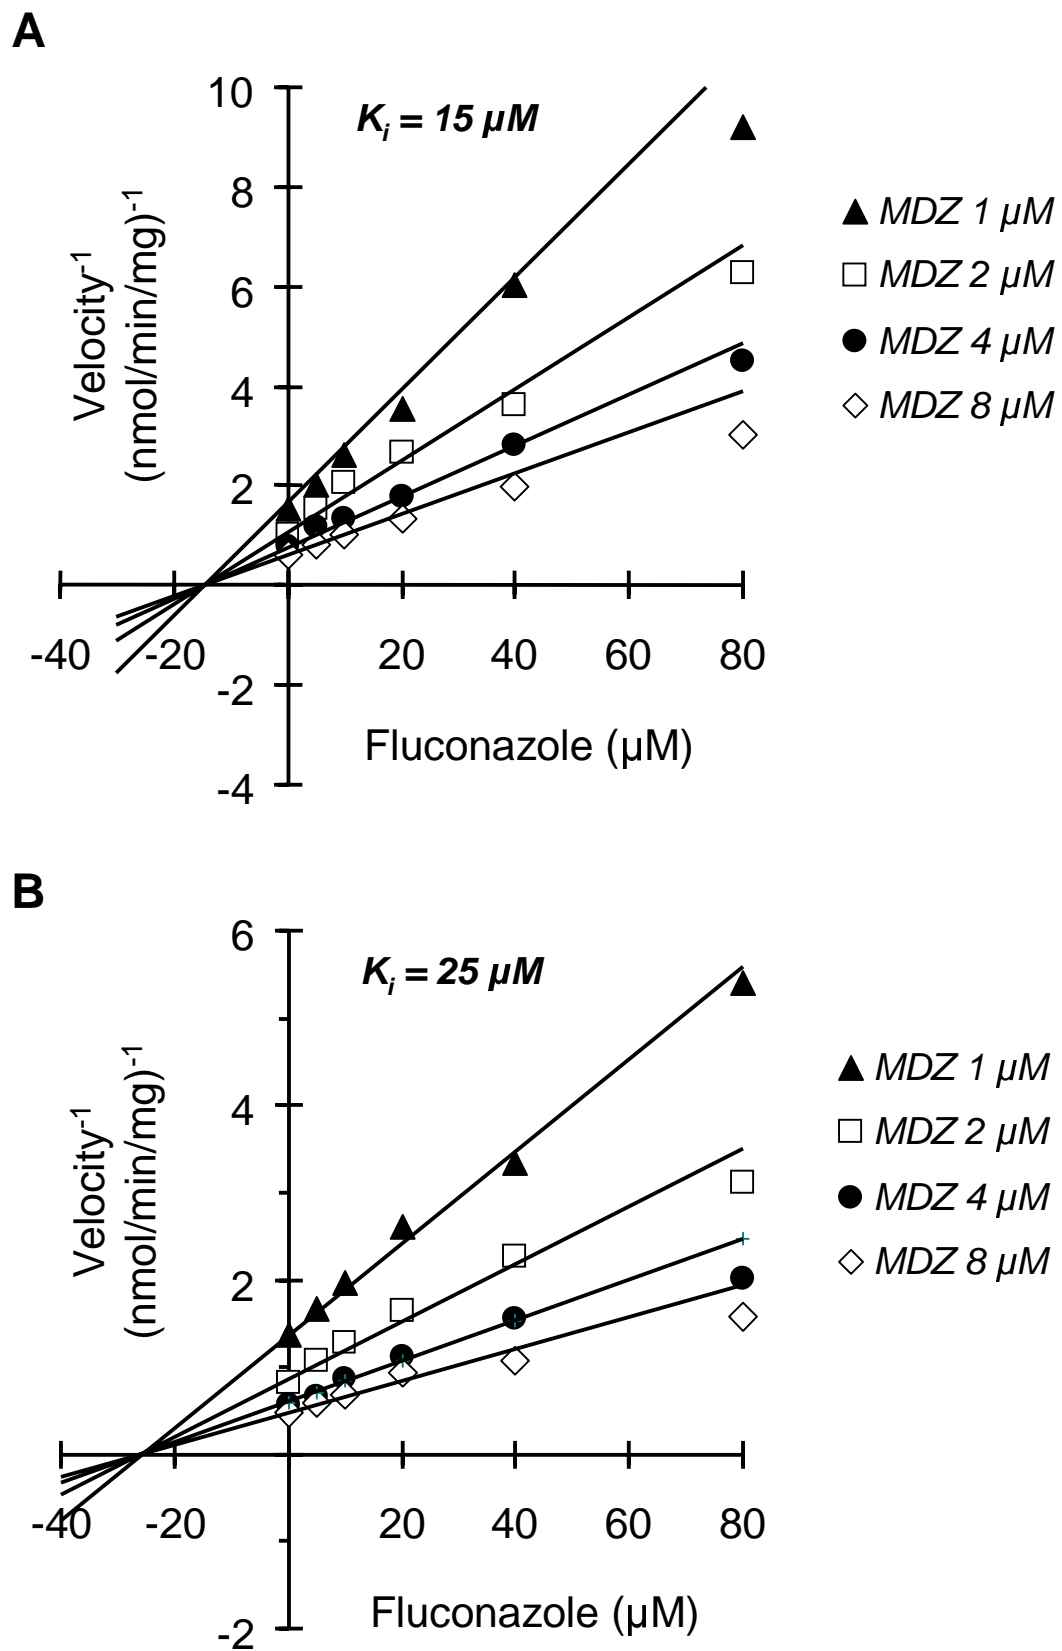 A
10
K_i = 15 µM
8
6
4
2
Velocity⁻¹
(nmol/min/mg)⁻¹
MDZ 1 µM
MDZ 2 µM
MDZ 4 µM
MDZ 8 µM
-40 -20 20 40 60 80
-2
Fluconazole (µM)
-4
B
6
K_i = 25 µM
4
2
Velocity⁻¹
(nmol/min/mg)⁻¹
MDZ 1 µM
MDZ 2 µM
MDZ 4 µM
MDZ 8 µM
-40 -20 20 40 60 80
Fluconazole (µM)
-2